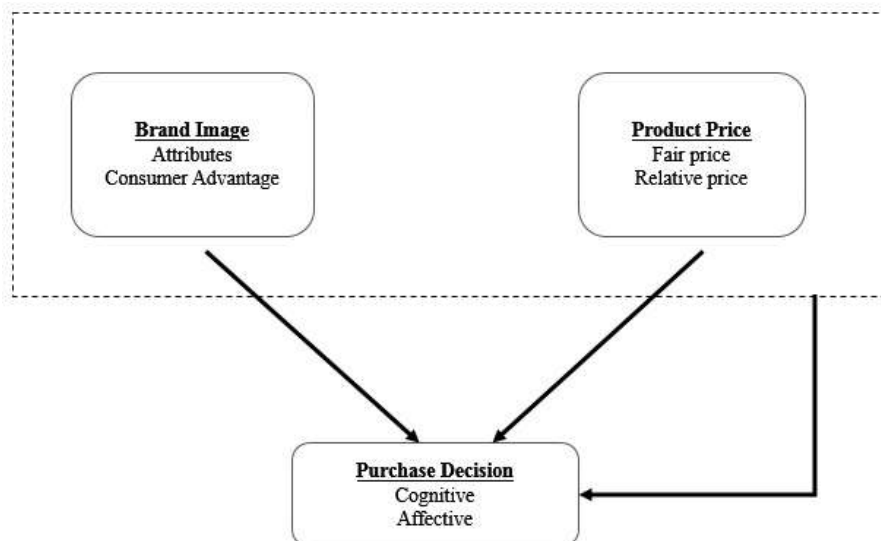 Brand Image
Attributes
Consumer Advantage
Product Price
Fair price
Relative price
Purchase Decision
Cognitive
Affective